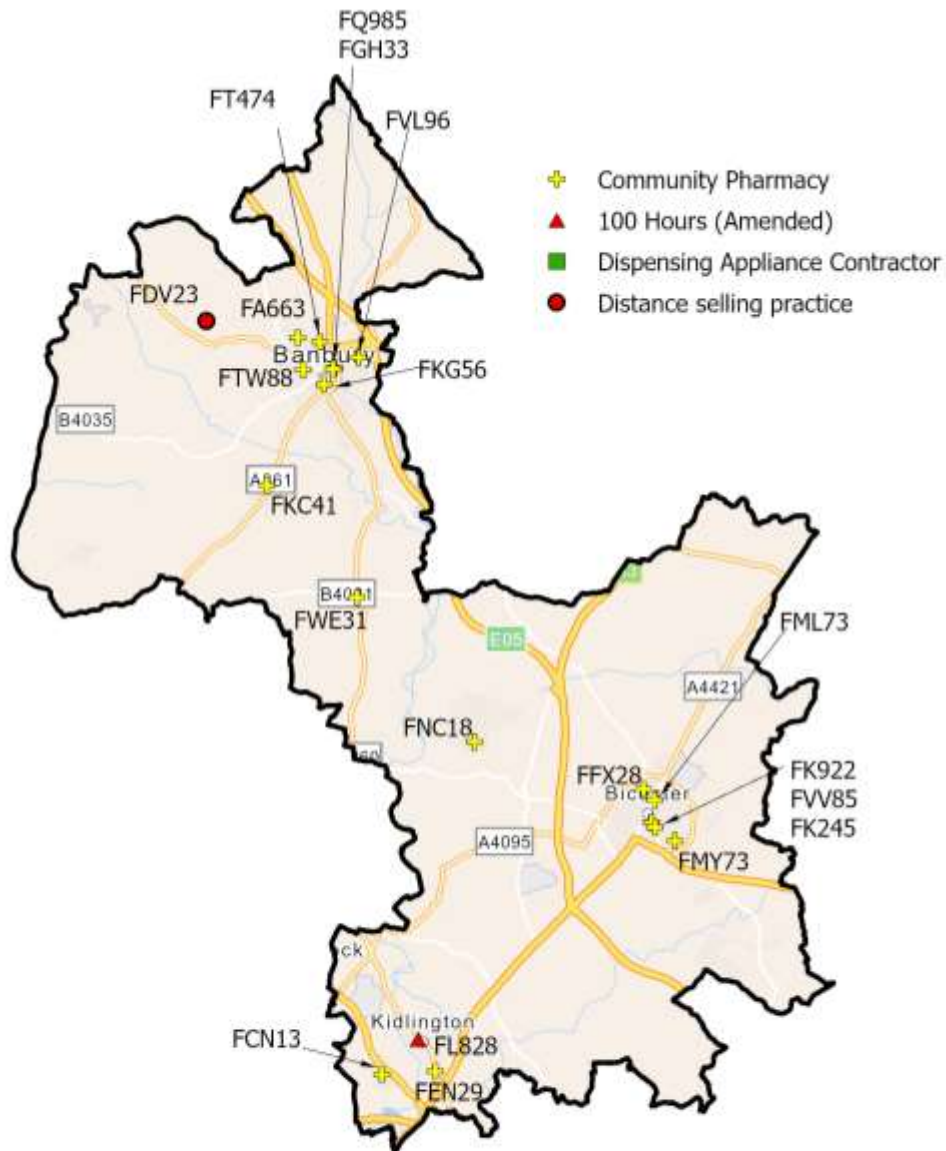 FQ985
FGH33
FT474
FVL96
Community Pharmacy
100 Hours (Amended)
Dispensing Appliance Contractor
Distance selling practice
FDV23
FA663
Banbury
FTW88
FKG56
B4035
FKC41
FWE31
E05
FML73
A4421
FNC18
FFX28
FK922
FVV85
FK245
A4095
FMY73
ock
Kidlington
FCN13
FL828
FEN29